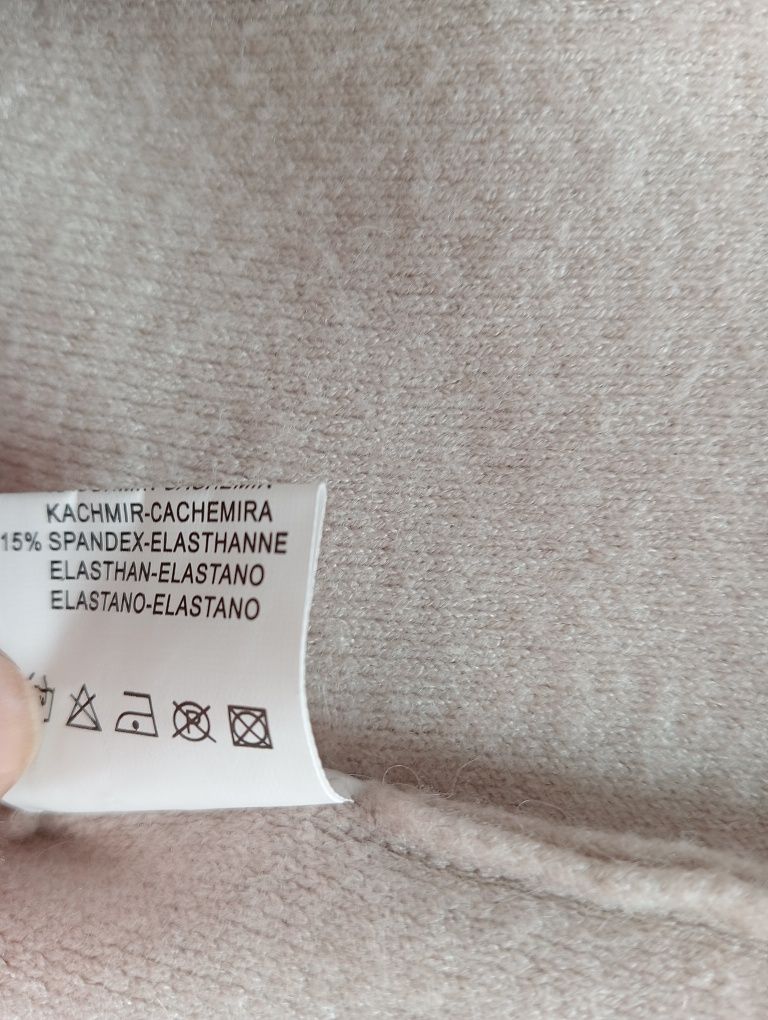 KACHMIR-CACHEMIRA
15% SPANDEX-ELASTHANNE
ELASTHAN-ELASTANO
ELASTANO-ELASTANO
P